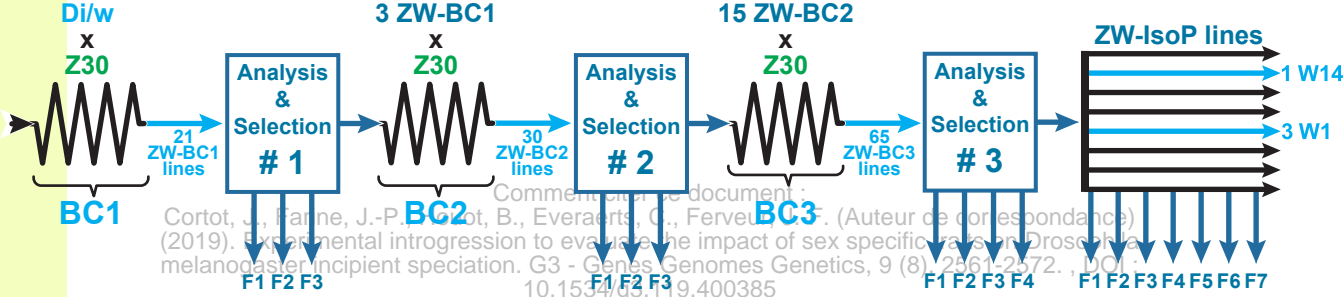 Di/w
x
Z30
BC1
21
ZW-BC1
lines
Analysis
&
Selection
# 1
F1 F2 F3
3 ZW-BC1
x
Z30
BC2
30
ZW-BC2
lines
Analysis
&
Selection
# 2
F1 F2 F3
15 ZW-BC2
x
Z30
BC3
65
ZW-BC3
lines
Analysis
&
Selection
# 3
F1 F2 F3 F4
ZW-IsoP lines
1 W14
3 W1
F1 F2 F3 F4 F5 F6 F7
Comment citer ce document :
Cortot, J., Farine, J.-P., Houot, B., Everaerts, C., Ferveur, J.-F. (Auteur de correspondance)
(2019). Experimental introgression to evaluate the impact of sex specific traits on Drosophila
melanogaster incipient speciation. G3 - Genes Genomes Genetics, 9 (8), 2561-2572. , DOI :
10.1534/g3.119.400385